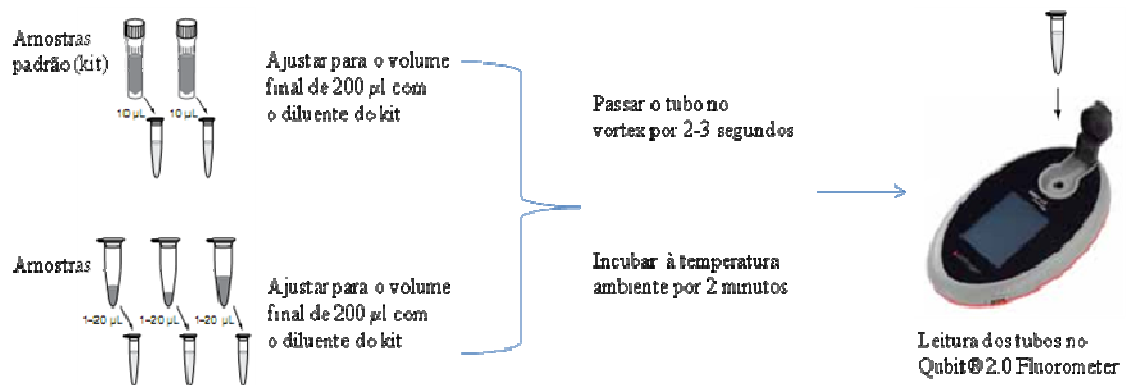 Amostras
padrão (kit)
10 µL
10 µL
Ajustar para o volume
final de 200 µl com
o diluente do kit
Amostras
1-20 µL
1-20 µL
1-20 µL
Ajustar para o volume
final de 200 µl com
o diluente do kit
Passar o tubo no
vortex por 2-3 segundos
Incubar à temperatura
ambiente por 2 minutos
Leitura dos tubos no
Qubit® 2.0 Fluorometer